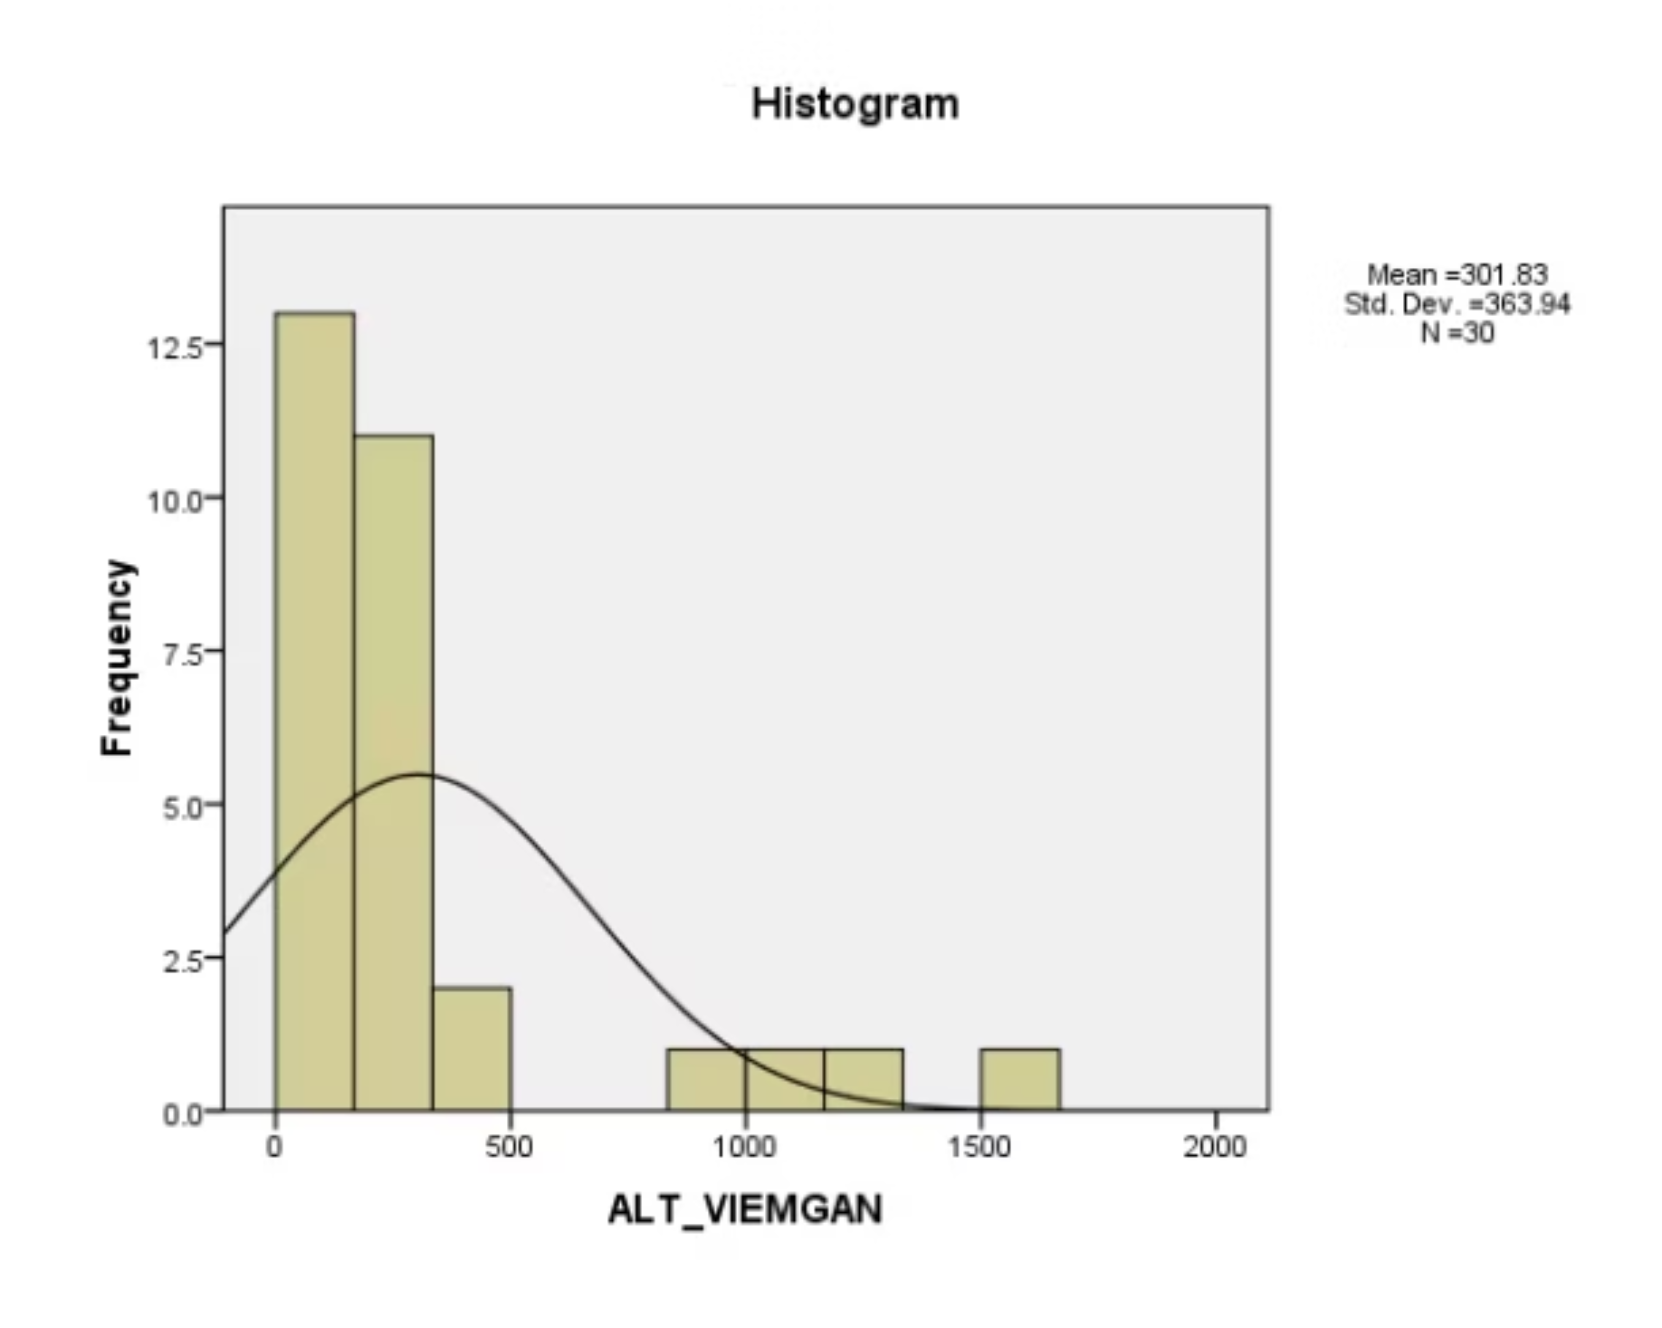 Histogram
Mean =301.83
Std. Dev. =363.94
N =30
Frequency
12.5
10.0
7.5
5.0
2.5
0.0
0 500 1000 1500 2000
ALT_VIEMGAN